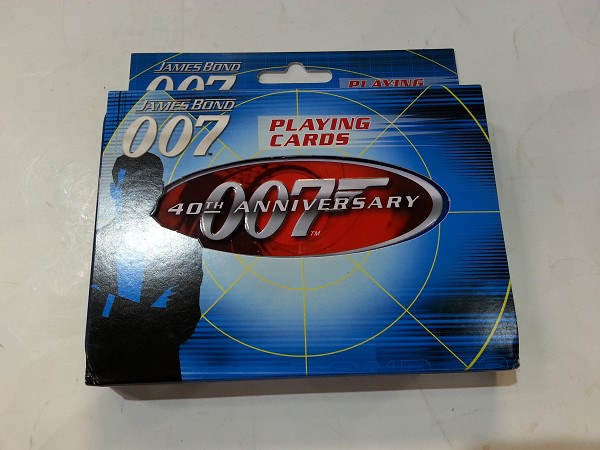 JAMES BOND
007
PLAYING
JAMES BOND
007
PLAYING
CARDS
40TH 007 ANNIVERSARY
TM